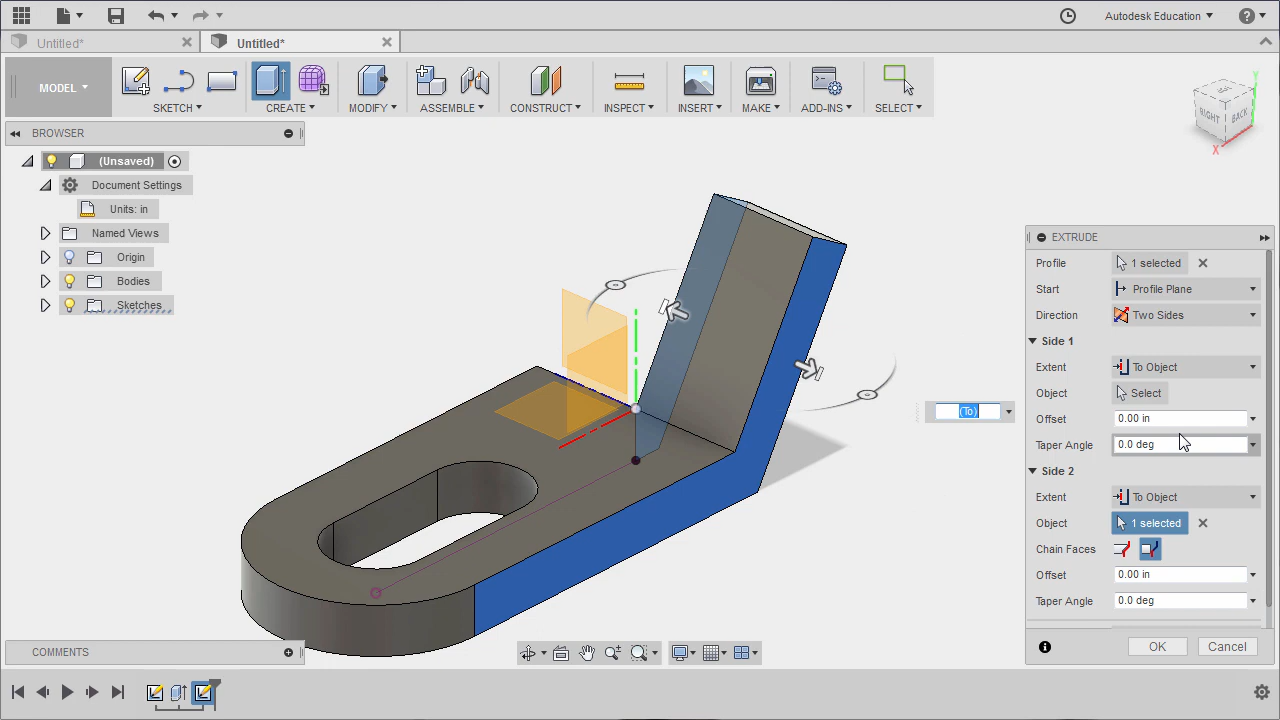 Autodesk Education
Untitled*
Untitled*
MODEL
SKETCH
CREATE
MODIFY
ASSEMBLE
CONSTRUCT
INSPECT
INSERT
MAKE
ADD-INS
SELECT
BROWSER
(Unsaved)
Document Settings
Units: in
Named Views
Origin
Bodies
Sketches
Y
RIGHT
BACK
X
EXTRUDE
Profile 1 selected
Start Profile Plane
Direction Two Sides
Side 1
Extent To Object
Object Select
Offset 0.00 in
Taper Angle 0.0 deg
Side 2
Extent To Object
Object 1 selected
Chain Faces
Offset 0.00 in
Taper Angle 0.0 deg
OK Cancel
(To)
COMMENTS